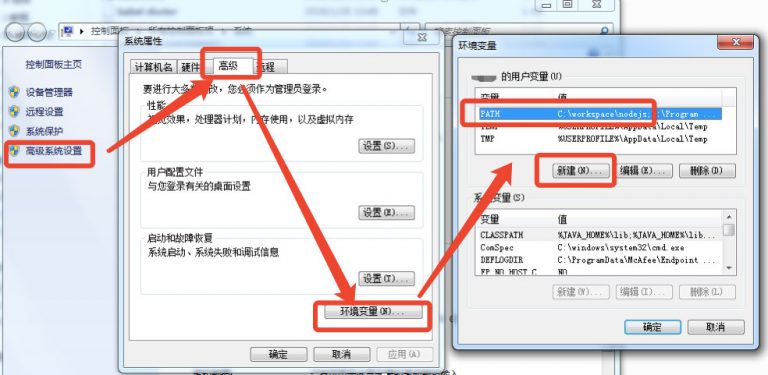 控制面板
所有控制面板项
系统
控制面板主页
设备管理器
远程设置
系统保护
高级系统设置
系统属性
计算机名 硬件 高级 远程
要进行大多数更改，您必须作为管理员登录。
性能
视觉效果，处理器计划，内存使用，以及虚拟内存
设置(S)...
用户配置文件
与您登录有关的桌面设置
设置(E)...
启动和故障恢复
系统启动、系统失败和调试信息
设置(T)...
环境变量(N)...
确定 取消 应用(A)
环境变量
的用户变量(U)
变量 值
PATH C:\workspace\nodejs;
\Program ...
TEMP %USERPROFILE%\AppData\Local\Temp
TMP %USERPROFILE%\AppData\Local\Temp
新建(N)... 编辑(E)... 删除(D)
系统变量(S)
变量 值
CLASSPATH %JAVA_HOME%\lib;%JAVA_HOME%\lib...
ComSpec C:\windows\system32\cmd.exe
DEFLOGDIR C:\ProgramData\McAfee\Endpoint ...
FP_NO_HOST_C NO
新建(W)... 编辑(I)... 删除(L)
确定 取消